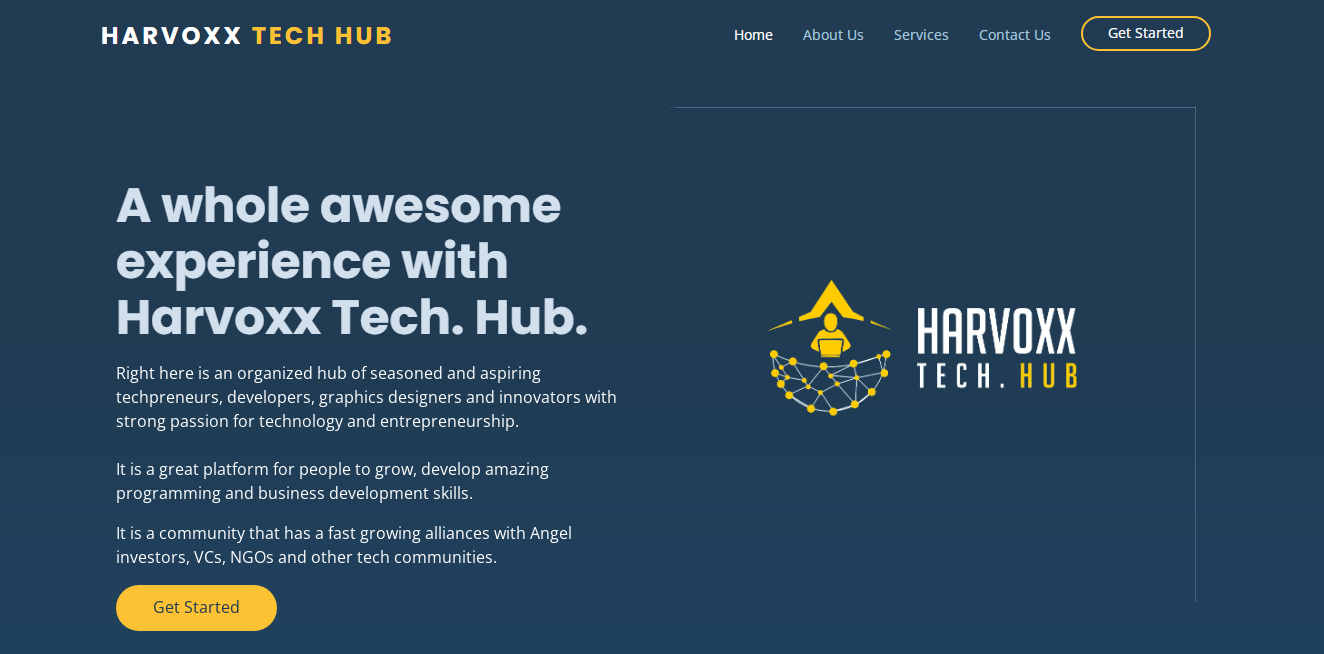 HARVOXX TECH HUB
Home
About Us
Services
Contact Us
Get Started
A whole awesome
experience with
Harvoxx Tech. Hub.
Right here is an organized hub of seasoned and aspiring
techpreneurs, developers, graphics designers and innovators with
strong passion for technology and entrepreneurship.
It is a great platform for people to grow, develop amazing
programming and business development skills.
It is a community that has a fast growing alliances with Angel
investors, VCs, NGOs and other tech communities.
Get Started
HARVOXX
TECH. HUB